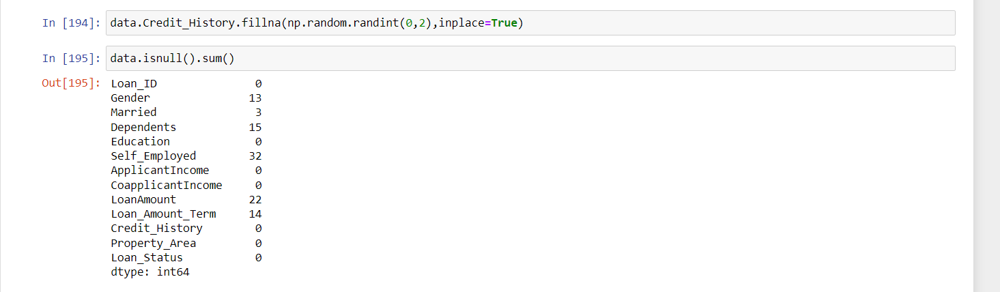 In [194]: data.Credit_History.fillna(np.random.randint(0,2),inplace=True)
In [195]: data.isnull().sum()
Out[195]: Loan_ID 0
Gender 13
Married 3
Dependents 15
Education 0
Self_Employed 32
ApplicantIncome 0
CoapplicantIncome 0
LoanAmount 22
Loan_Amount_Term 14
Credit_History 0
Property_Area 0
Loan_Status 0
dtype: int64